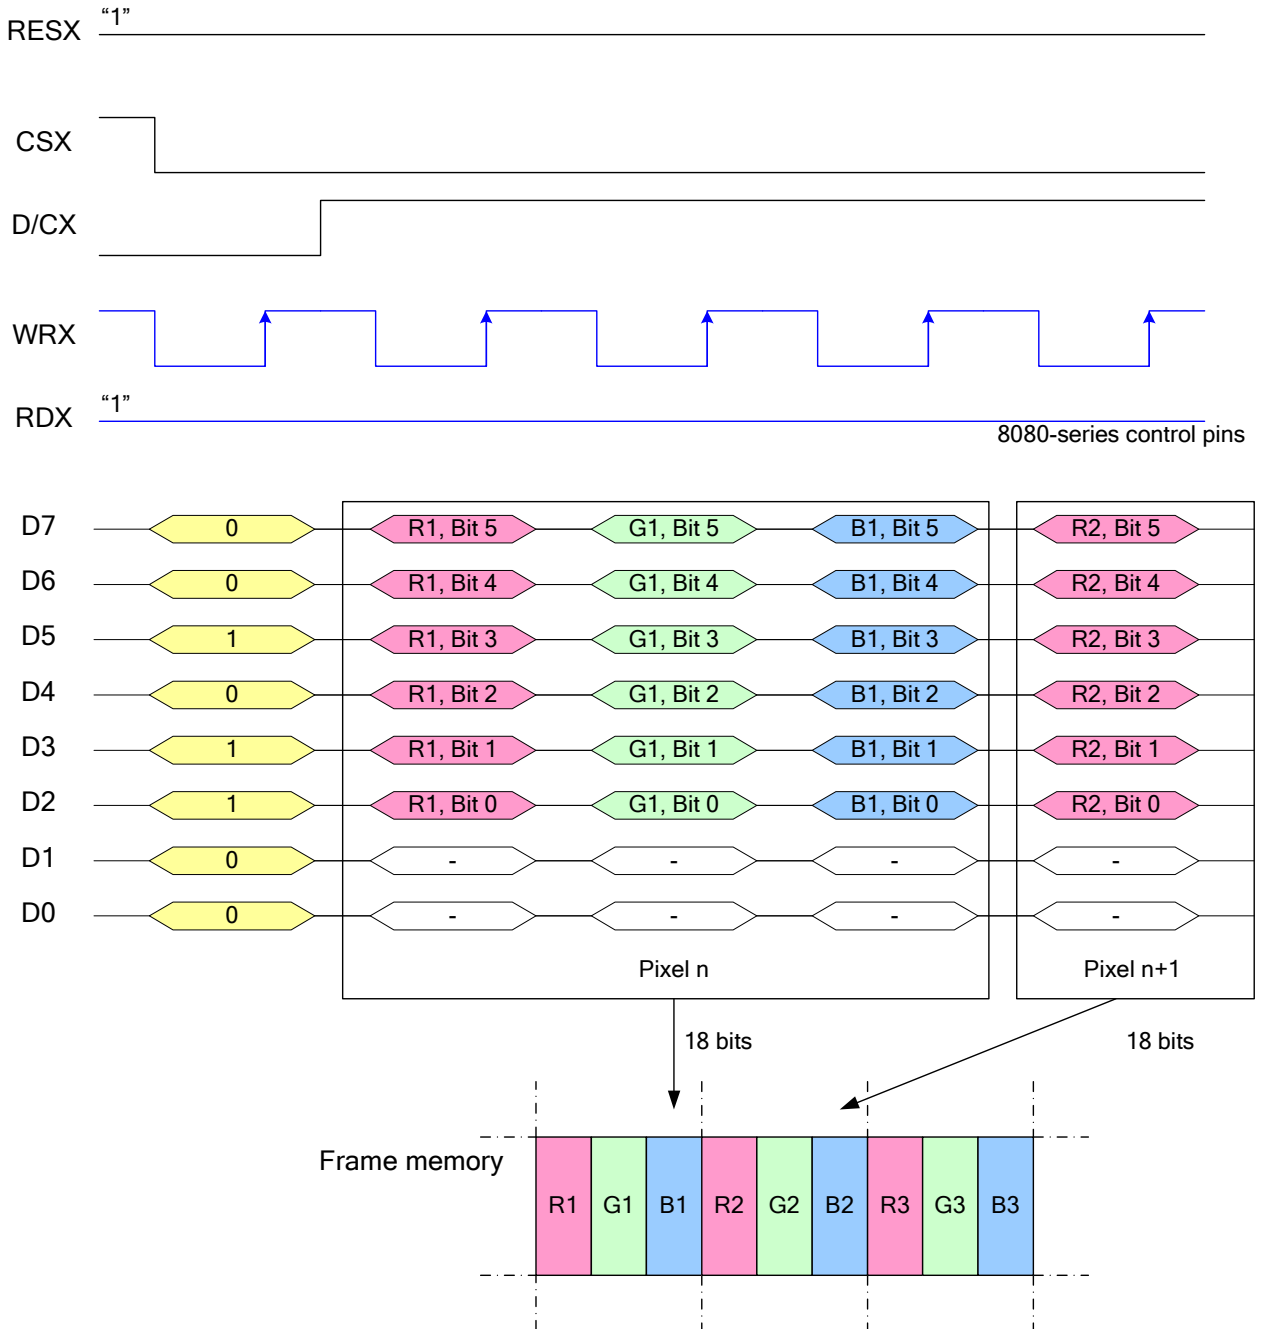 RESX “1”
CSX
D/CX
WRX
RDX “1”
8080-series control pins
D7 0 R1, Bit 5 G1, Bit 5 B1, Bit 5 R2, Bit 5
D6 0 R1, Bit 4 G1, Bit 4 B1, Bit 4 R2, Bit 4
D5 1 R1, Bit 3 G1, Bit 3 B1, Bit 3 R2, Bit 3
D4 0 R1, Bit 2 G1, Bit 2 B1, Bit 2 R2, Bit 2
D3 1 R1, Bit 1 G1, Bit 1 B1, Bit 1 R2, Bit 1
D2 1 R1, Bit 0 G1, Bit 0 B1, Bit 0 R2, Bit 0
D1 0 - - - -
D0 0 - - - -
Pixel n Pixel n+1
18 bits 18 bits
Frame memory
R1 G1 B1 R2 G2 B2 R3 G3 B3